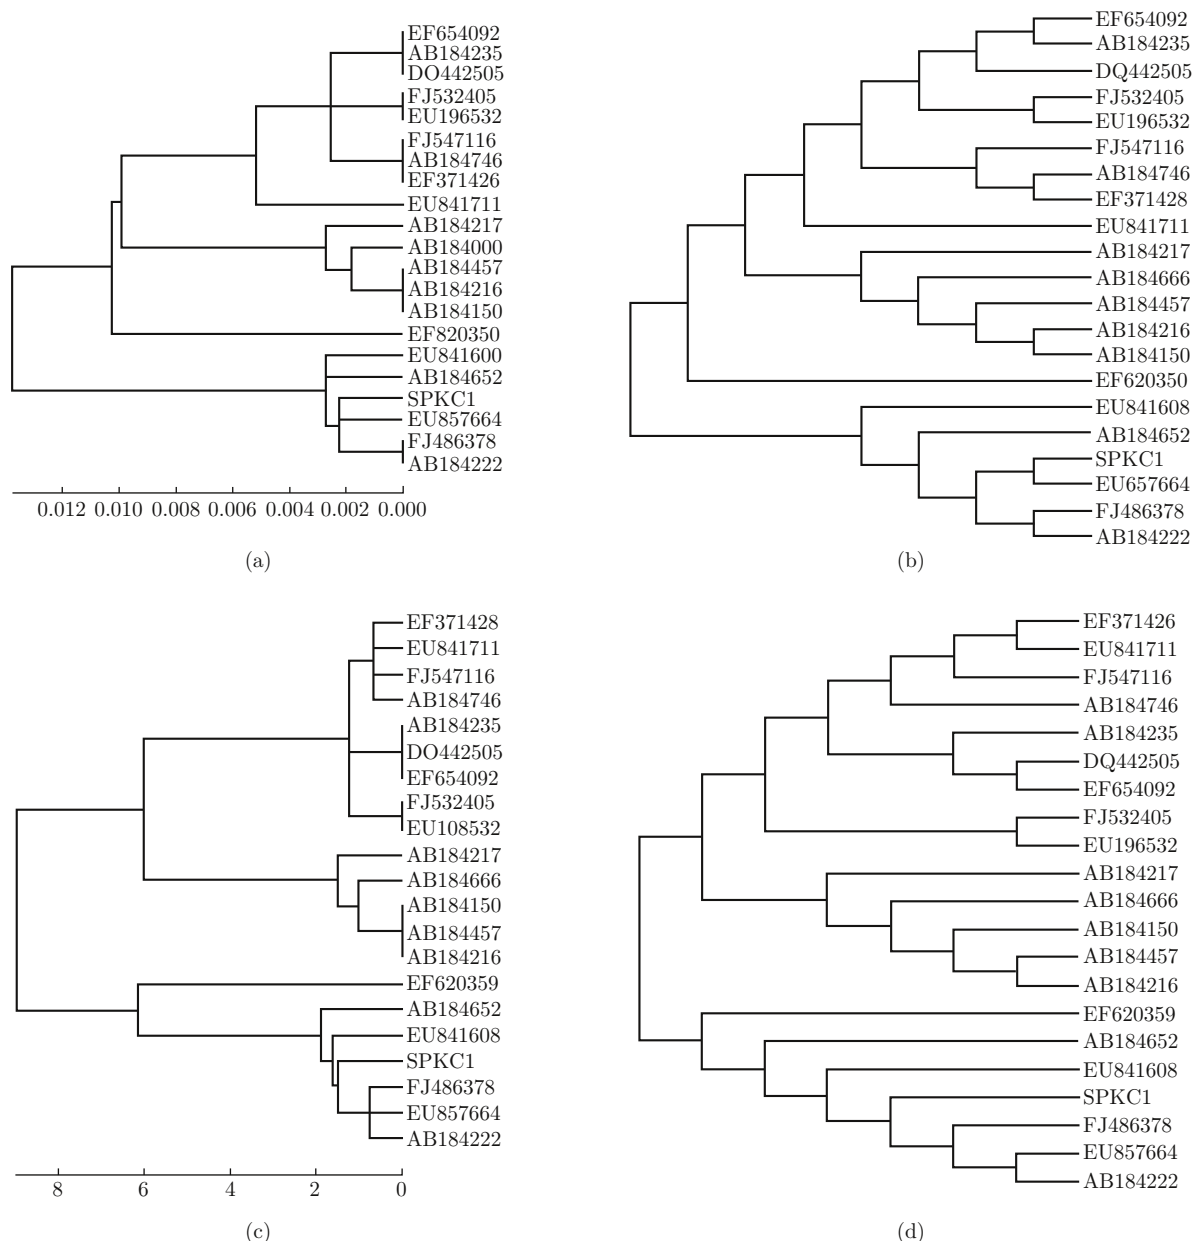 EF654092
AB184235
DO442505
FJ532405
EU196532
FJ547116
AB184746
EF371426
EU841711
AB184217
AB184000
AB184457
AB184216
AB184150
EF820350
EU841600
AB184652
SPKC1
EU857664
FJ486378
AB184222
0.012 0.010 0.008 0.006 0.004 0.002 0.000
(a)
EF654092
AB184235
DQ442505
FJ532405
EU196532
FJ547116
AB184746
EF371428
EU841711
AB184217
AB184666
AB184457
AB184216
AB184150
EF620350
EU841608
AB184652
SPKC1
EU657664
FJ486378
AB184222
(b)
EF371428
EU841711
FJ547116
AB184746
AB184235
DO442505
EF654092
FJ532405
EU108532
AB184217
AB184666
AB184150
AB184457
AB184216
EF620359
AB184652
EU841608
SPKC1
FJ486378
EU857664
AB184222
8 6 4 2 0
(c)
EF371426
EU841711
FJ547116
AB184746
AB184235
DQ442505
EF654092
FJ532405
EU196532
AB184217
AB184666
AB184150
AB184457
AB184216
EF620359
AB184652
EU841608
SPKC1
FJ486378
EU857664
AB184222
(d)